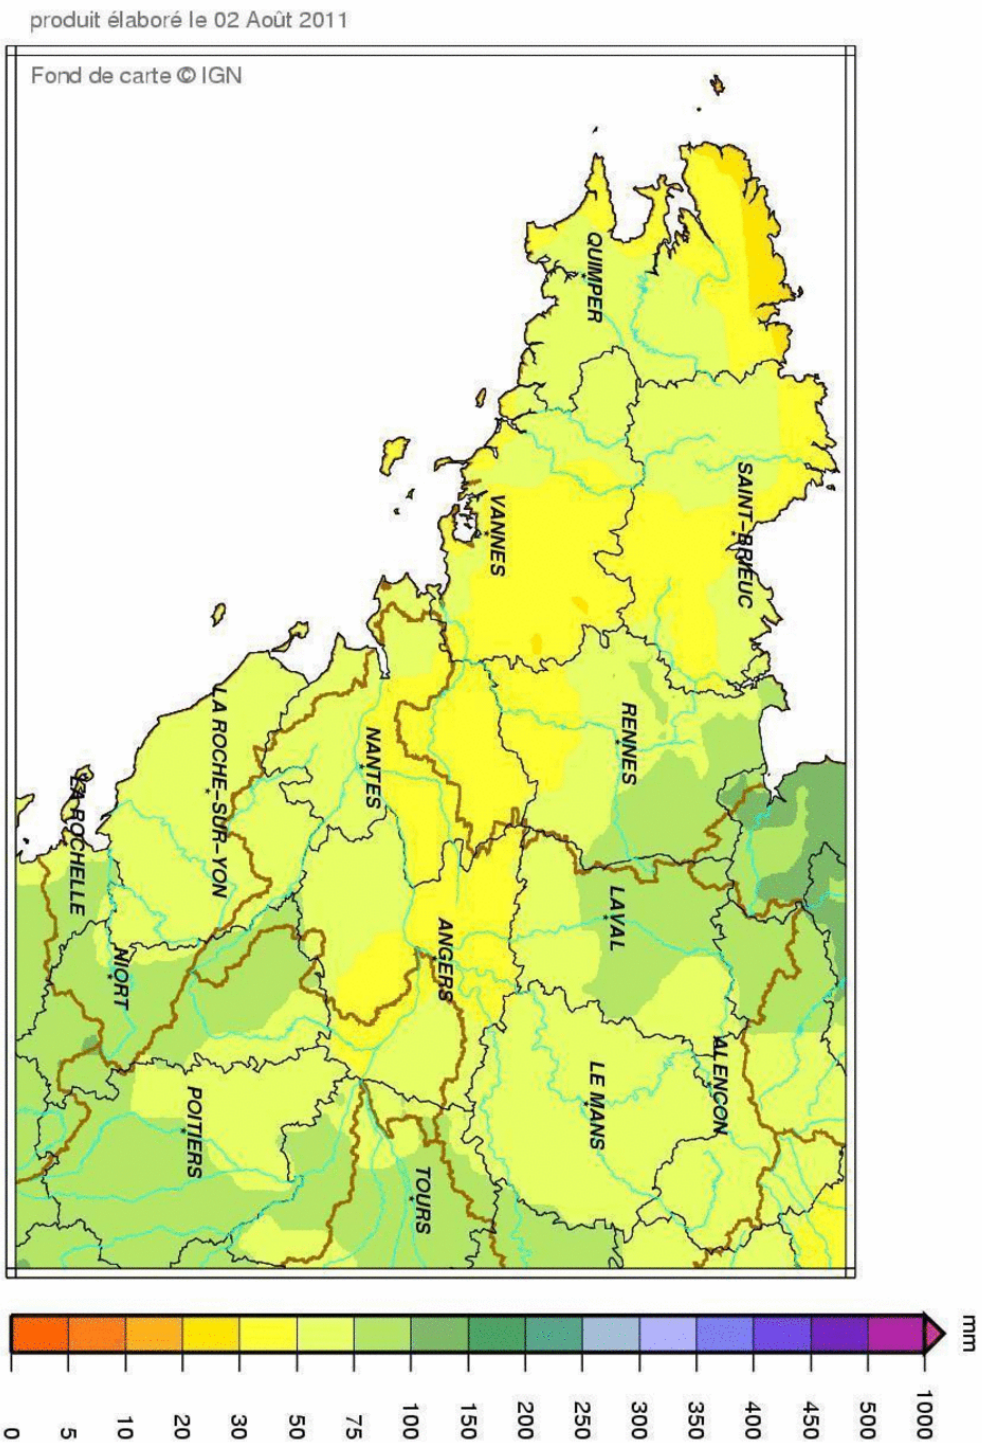 produit élaboré le 02 Août 2011
Fond de carte © IGN
QUIMPER
SAINT-BRIEUC
VANNES
RENNES
LA ROCHE-SUR-YON
NANTES
LA ROCHELLE
LAVAL
ANGERS
NIORT
ALENCON
LE MANS
POITIERS
TOURS
mm
0
5
10
20
30
50
75
100
150
200
250
300
350
400
450
500
1000